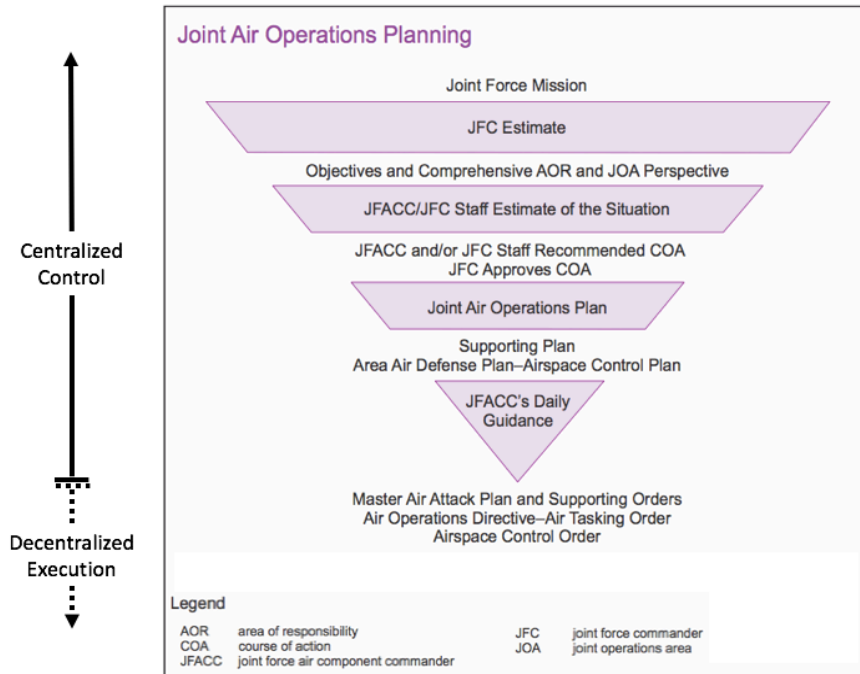 Joint Air Operations Planning
Joint Force Mission
JFC Estimate
Objectives and Comprehensive AOR and JOA Perspective
JFACC/JFC Staff Estimate of the Situation
JFACC and/or JFC Staff Recommended COA
JFC Approves COA
Joint Air Operations Plan
Supporting Plan
Area Air Defense Plan–Airspace Control Plan
JFACC's Daily
Guidance
Master Air Attack Plan and Supporting Orders
Air Operations Directive–Air Tasking Order
Airspace Control Order
Centralized
Control
Decentralized
Execution
Legend
AOR area of responsibility
COA course of action
JFACC joint force air component commander
JFC joint force commander
JOA joint operations area